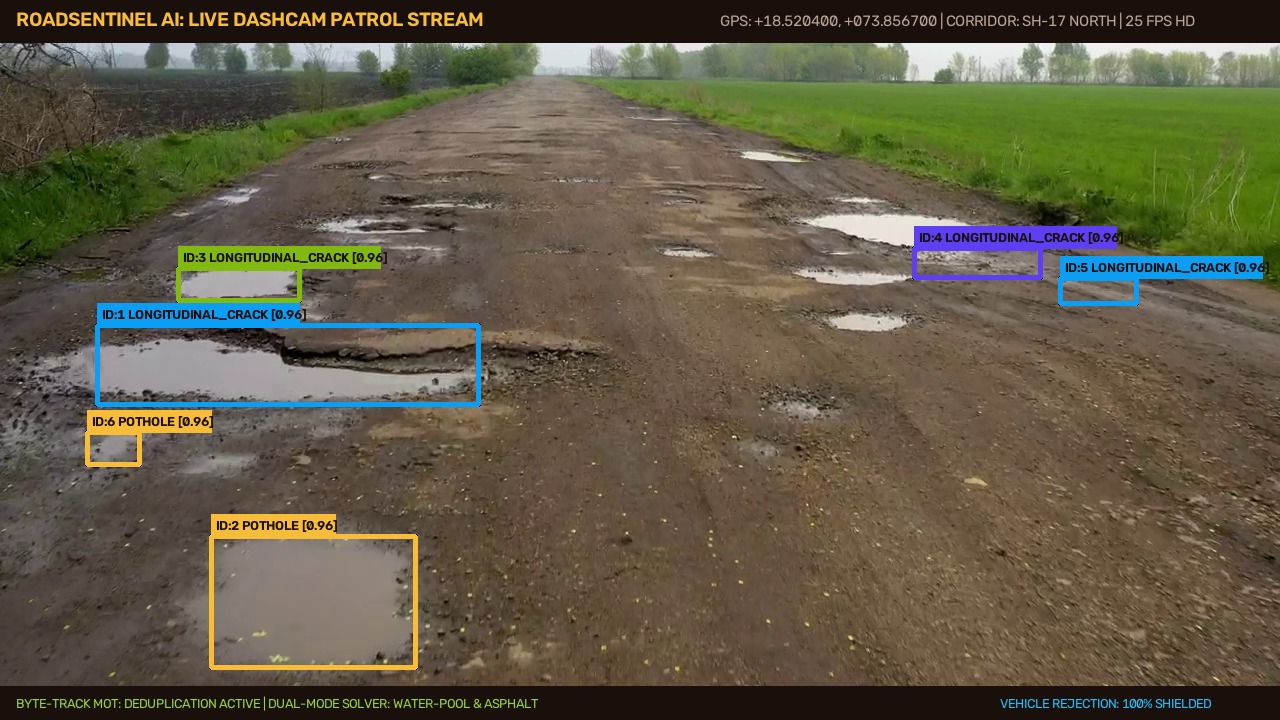 ROADSENTINEL AI: LIVE DASHCAM PATROL STREAM
GPS: +18.520400, +073.856700 | CORRIDOR: SH-17 NORTH | 25 FPS HD
ID:4 LONGITUDINAL_CRACK [0.96]
ID:3 LONGITUDINAL_CRACK [0.96]
ID:5 LONGITUDINAL_CRACK [0.96]
ID:1 LONGITUDINAL_CRACK [0.96]
ID:6 POTHOLE [0.96]
ID:2 POTHOLE [0.96]
BYTE-TRACK MOT: DEDUPLICATION ACTIVE | DUAL-MODE SOLVER: WATER-POOL & ASPHALT
VEHICLE REJECTION: 100% SHIELDED